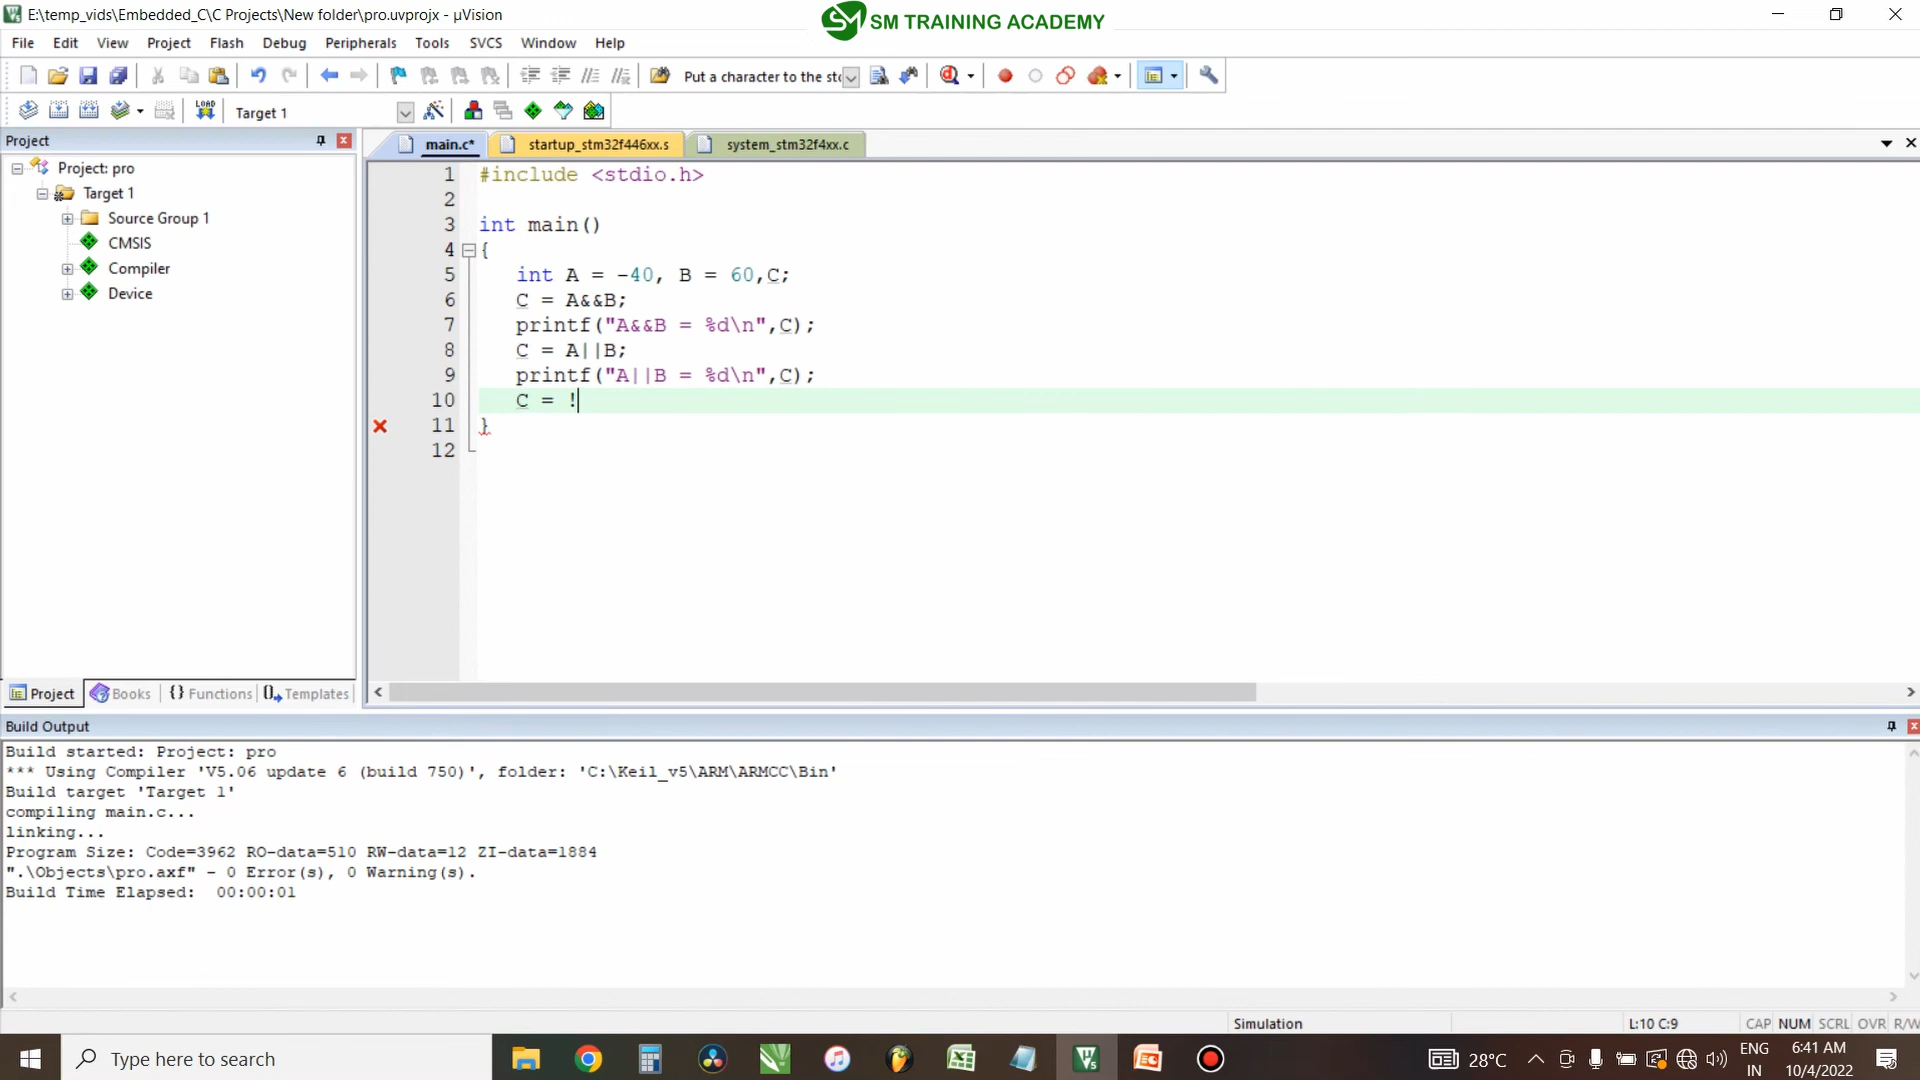 E:\temp_vids\Embedded_C\C Projects\New folder\pro.uvprojx - µVision
SM TRAINING ACADEMY
File Edit View Project Flash Debug Peripherals Tools SVCS Window Help
Put a character to the st
LOAD Target 1
Project
main.c* startup_stm32f446xx.s system_stm32f4xx.c
Project: pro
Target 1
Source Group 1
CMSIS
Compiler
Device
1 #include <stdio.h>
2
3 int main()
4 {
5 int A = -40, B = 60,C;
6 C = A&&B;
7 printf("A&&B = %d\n",C);
8 C = A||B;
9 printf("A||B = %d\n",C);
10 C = !
11 }
12
Project Books {} Functions Templates
Build Output
Build started: Project: pro
*** Using Compiler 'V5.06 update 6 (build 750)', folder: 'C:\Keil_v5\ARM\ARMCC\Bin'
Build target 'Target 1'
compiling main.c...
linking...
Program Size: Code=3962 RO-data=510 RW-data=12 ZI-data=1884
".\Objects\pro.axf" - 0 Error(s), 0 Warning(s).
Build Time Elapsed: 00:00:01
Simulation L:10 C:9 CAP NUM SCRL OVR R/W
Type here to search
28°C
ENG
IN
6:41 AM
10/4/2022